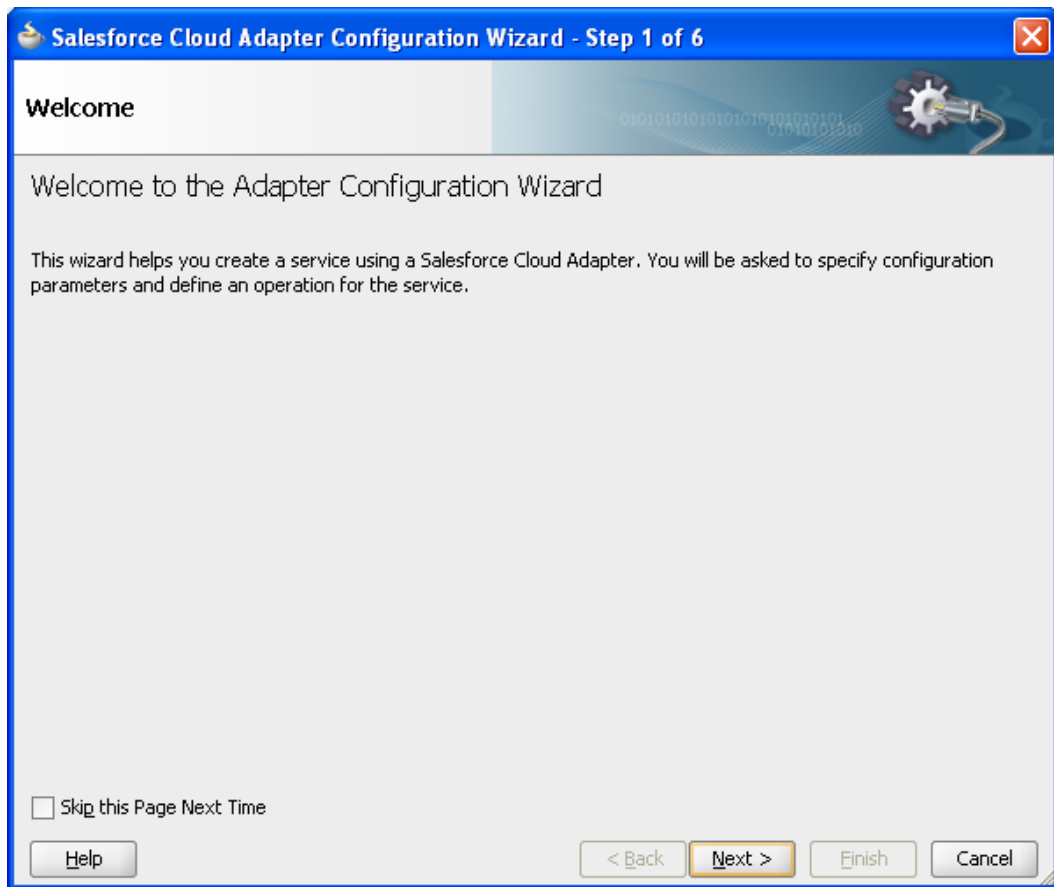 Salesforce Cloud Adapter Configuration Wizard - Step 1 of 6
Welcome
010101010101010101010101
01010101010
Welcome to the Adapter Configuration Wizard
This wizard helps you create a service using a Salesforce Cloud Adapter. You will be asked to specify configuration
parameters and define an operation for the service.
Skip this Page Next Time
Help
< Back
Next >
Finish
Cancel